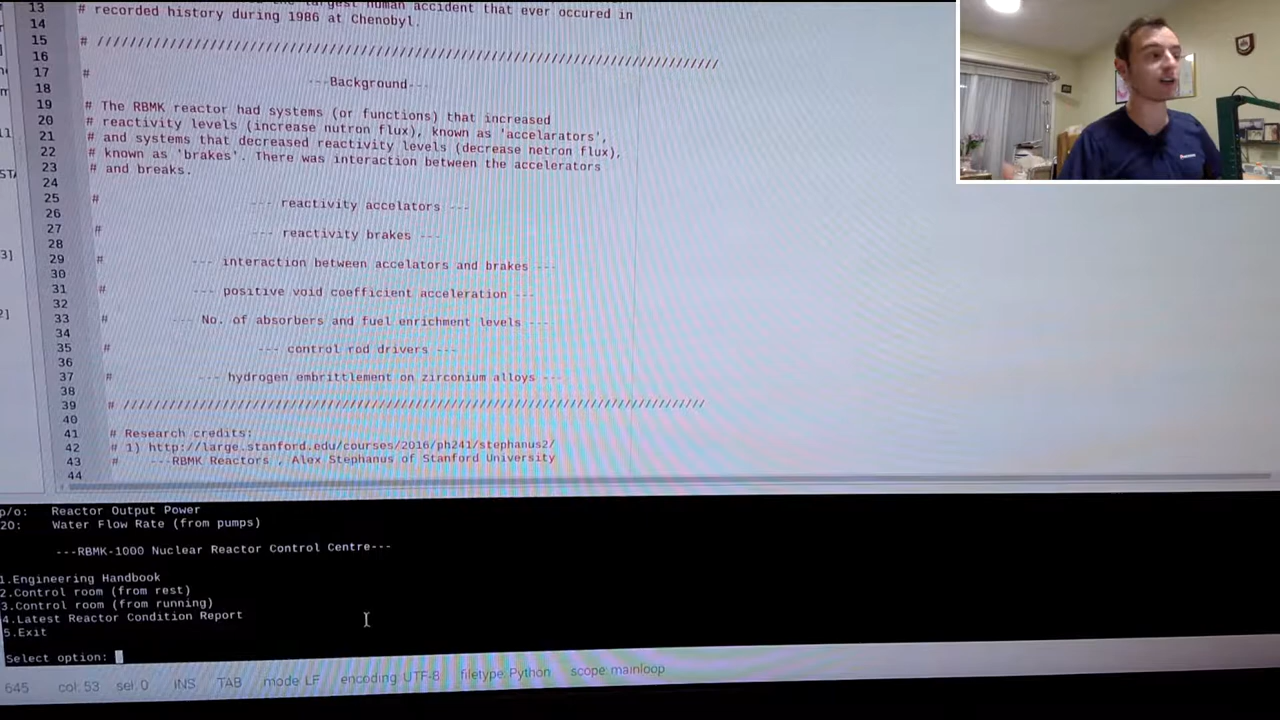 13
# recorded history during 1986 at Chenobyl.
14
15 # ///////////////////////////////////////////////////////////////////////////
16
17 # ---Background---
18
19 # The RBMK reactor had systems (or functions) that increased
20 # reactivity levels (increase nutron flux), known as 'accelarators',
21 # and systems that decreased reactivity levels (decrease netron flux),
22 # known as 'brakes'. There was interaction between the accelerators
23 # and breaks.
24
25 # --- reactivity accelators ---
26
27 # --- reactivity brakes ---
28
29 # --- interaction between accelators and brakes ---
30
31 # --- positive void coefficient acceleration ---
32
33 # --- No. of absorbers and fuel enrichment levels ---
34
35 # --- control rod drivers ---
36
37 # --- hydrogen embrittlement on zirconium alloys ---
38
39 # ///////////////////////////////////////////////////////////////////////////
40
41 # Research credits:
42 # 1) http://large.stanford.edu/courses/2016/ph241/stephanus2/
43 # ---RBMK Reactors , Alex Stephanus of Stanford University
44
p/o: Reactor Output Power
20: Water Flow Rate (from pumps)
---RBMK-1000 Nuclear Reactor Control Centre---
1.Engineering Handbook
2.Control room (from rest)
3.Control room (from running)
4.Latest Reactor Condition Report
5.Exit
Select option:
645 col: 53 sel: 0 INS TAB mode: LF encoding: UTF-8 filetype: Python scope: mainloop